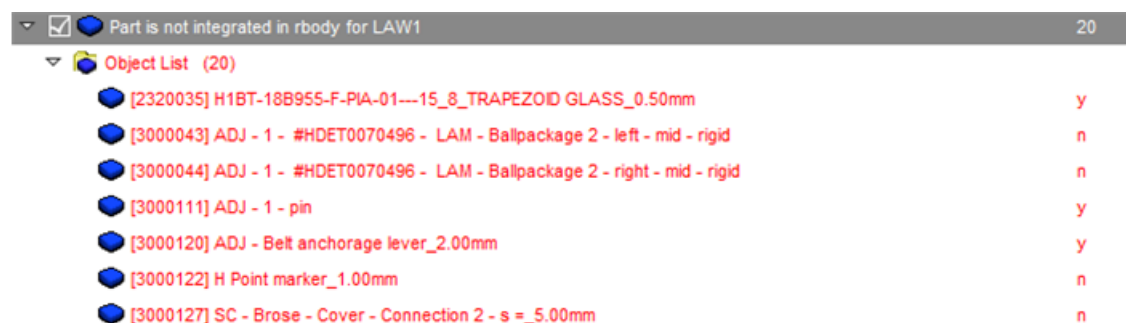 Part is not integrated in rbody for LAW1 20
Object List (20)
[2320035] H1BT-18B955-F-PIA-01---15_8_TRAPEZOID GLASS_0.50mm y
[3000043] ADJ - 1 - #HDET0070496 - LAM - Ballpackage 2 - left - mid - rigid n
[3000044] ADJ - 1 - #HDET0070496 - LAM - Ballpackage 2 - right - mid - rigid n
[3000111] ADJ - 1 - pin y
[3000120] ADJ - Belt anchorage lever_2.00mm y
[3000122] H Point marker_1.00mm n
[3000127] SC - Brose - Cover - Connection 2 - s =_5.00mm n